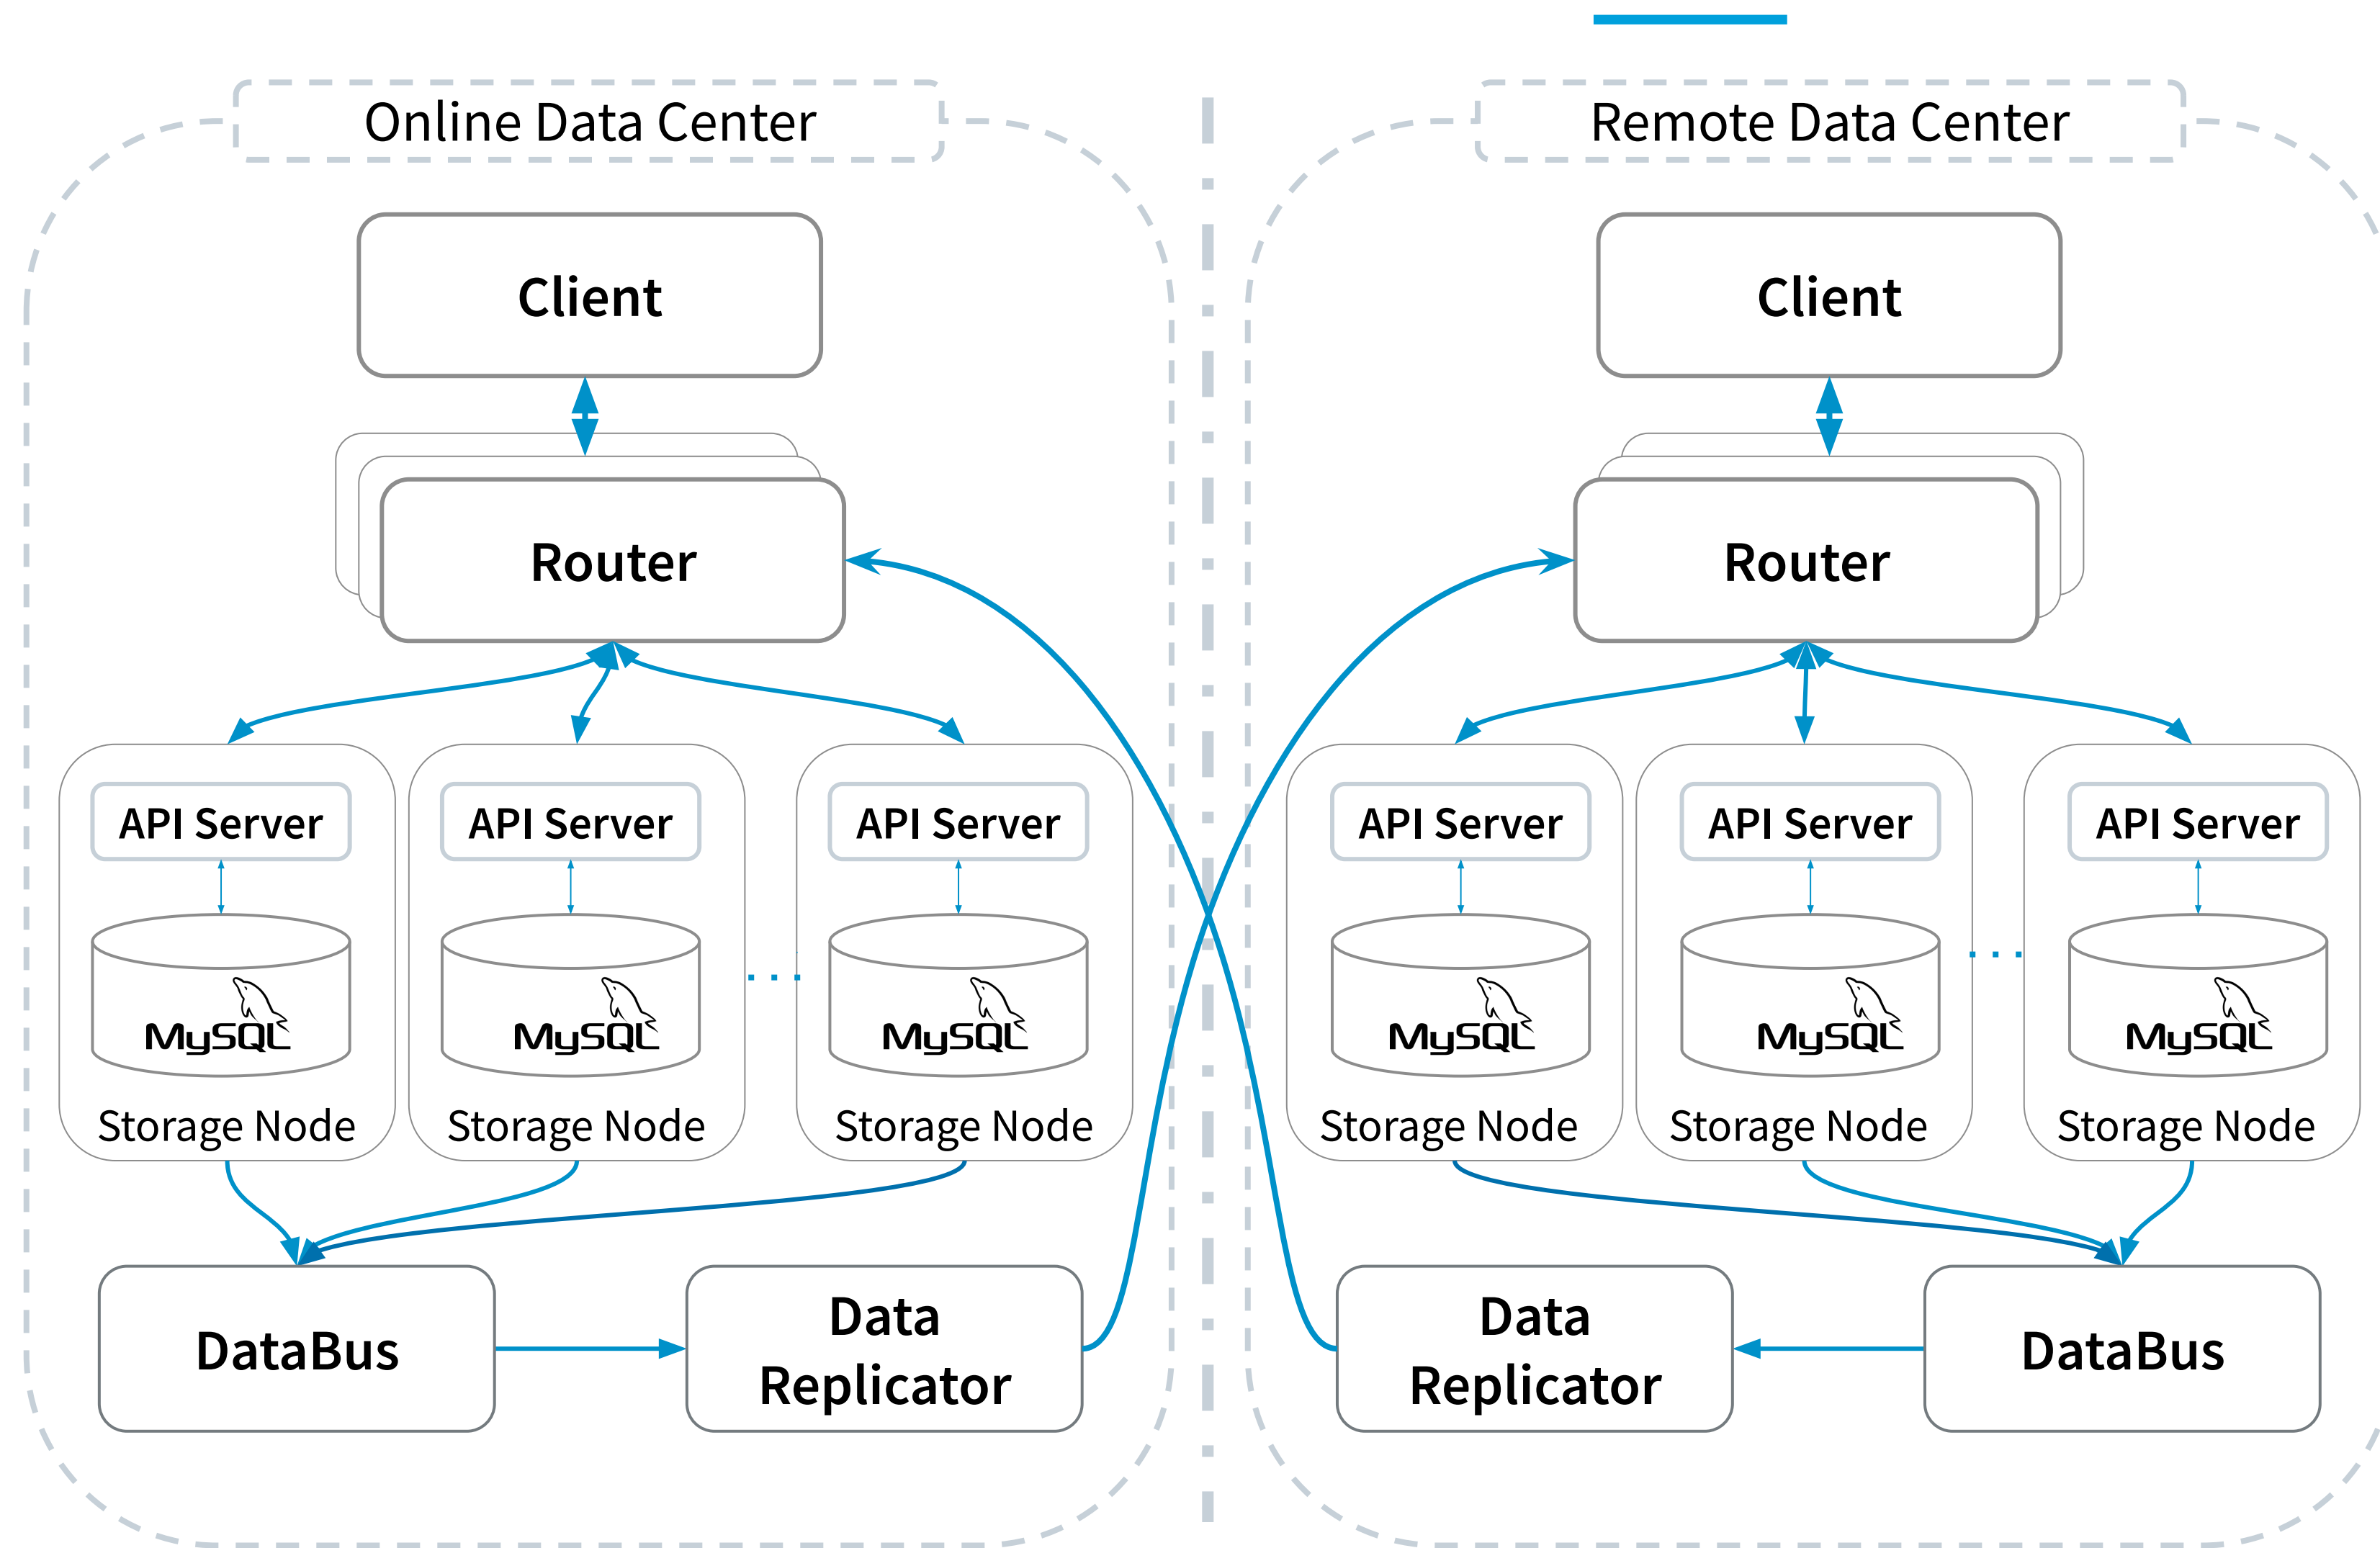 Online Data Center
Remote Data Center
Client
Client
Router
Router
API Server
API Server
API Server
API Server
API Server
API Server
MySQL
MySQL
MySQL
MySQL
MySQL
MySQL
Storage Node
Storage Node
Storage Node
Storage Node
Storage Node
Storage Node
DataBus
Data
Replicator
Data
Replicator
DataBus